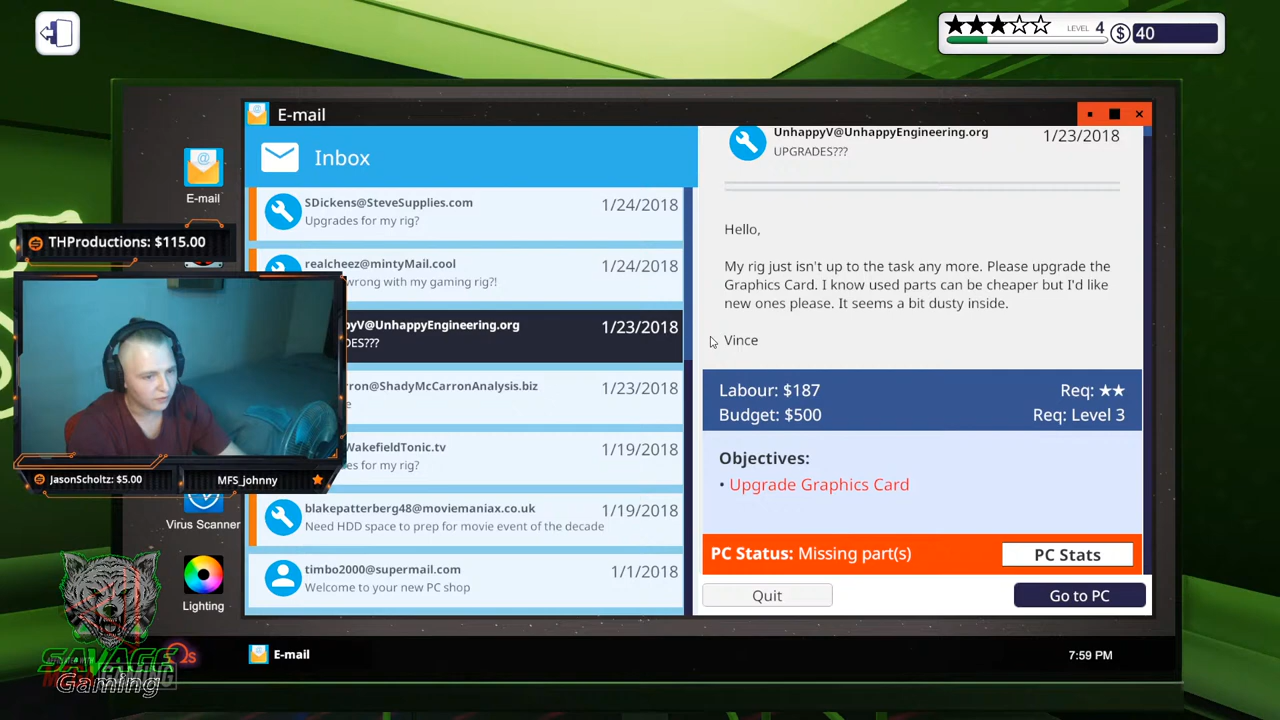 LEVEL 4
$ 40
E-mail
Inbox
E-mail
Virus Scanner
Lighting
SDickens@SteveSupplies.com 1/24/2018
Upgrades for my rig?
realcheez@mintyMail.cool 1/24/2018
wrong with my gaming rig?!
pyV@UnhappyEngineering.org 1/23/2018
DES???
rron@ShadyMcCarronAnalysis.biz 1/23/2018
e
WakefieldTonic.tv 1/19/2018
es for my rig?
blakepatterberg48@moviemaniax.co.uk 1/19/2018
Need HDD space to prep for movie event of the decade
timbo2000@supermail.com 1/1/2018
Welcome to your new PC shop
UnhappyV@UnhappyEngineering.org 1/23/2018
UPGRADES???
Hello,
My rig just isn't up to the task any more. Please upgrade the
Graphics Card. I know used parts can be cheaper but I'd like
new ones please. It seems a bit dusty inside.
Vince
Labour: $187 Req: ★★
Budget: $500 Req: Level 3
Objectives:
• Upgrade Graphics Card
PC Status: Missing part(s) PC Stats
Quit Go to PC
THProductions: $115.00
JasonScholtz: $5.00 MFS_johnny
SAVAGE
Gaming
E-mail 7:59 PM